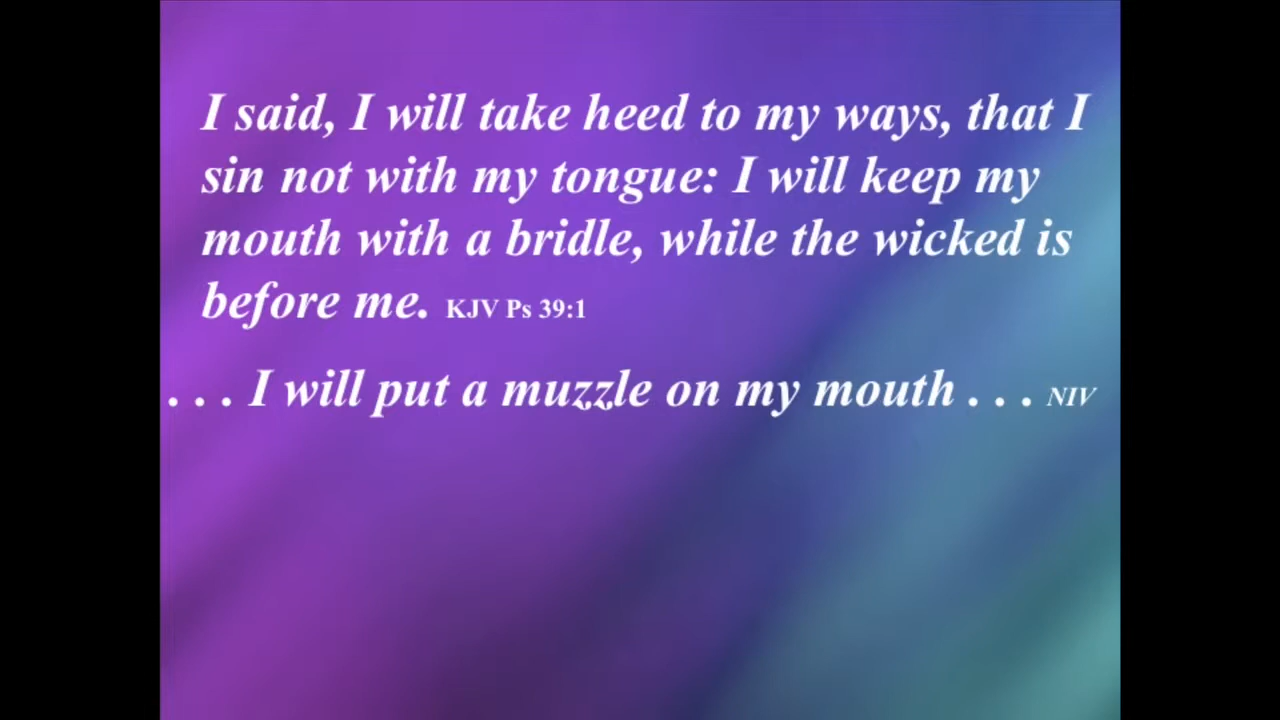 I said, I will take heed to my ways, that I
sin not with my tongue: I will keep my
mouth with a bridle, while the wicked is
before me. KJV Ps 39:1
. . . I will put a muzzle on my mouth . . . NIV